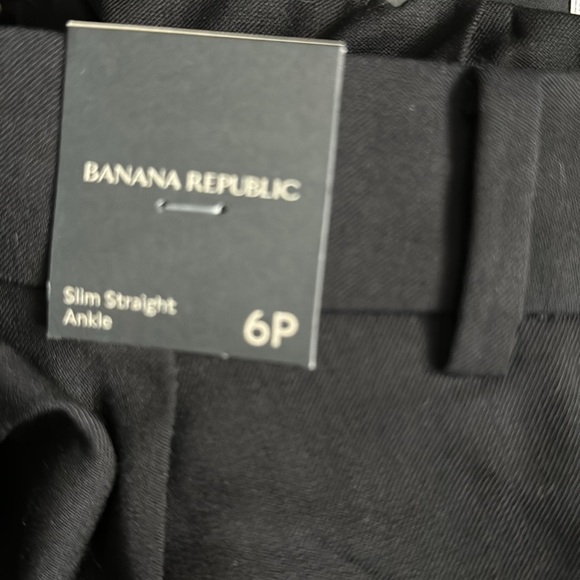 BANANA REPUBLIC
Slim Straight
Ankle
6P